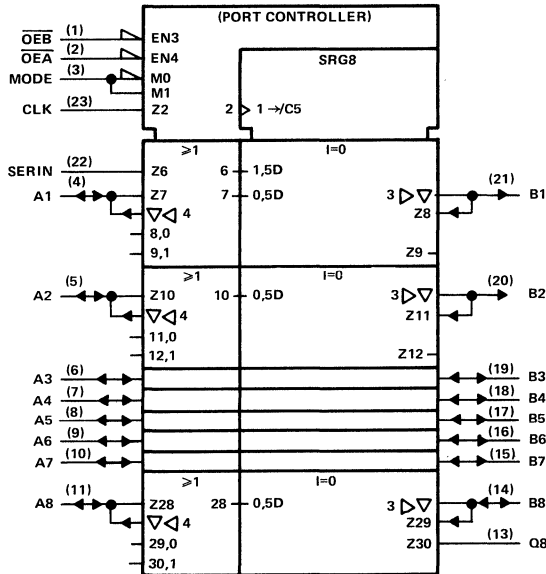 (PORT CONTROLLER)
OEB (1) EN3
OEA (2) EN4
MODE (3) M0
M1
CLK (23) Z2
SRG8
2 1 →/C5
≥1 I=0
SERIN (22) Z6 6 1,5D
A1 (4) Z7 7 0,5D 3 (21) B1
4 Z8
8,0
9,1 Z9
≥1 I=0
A2 (5) Z10 10 0,5D 3 (20) B2
4 Z11
11,0
12,1 Z12
A3 (6) (19) B3
A4 (7) (18) B4
A5 (8) (17) B5
A6 (9) (16) B6
A7 (10) (15) B7
≥1 I=0
A8 (11) Z28 28 0,5D 3 (14) B8
4 Z29
29,0 Z30 (13) Q8
30,1